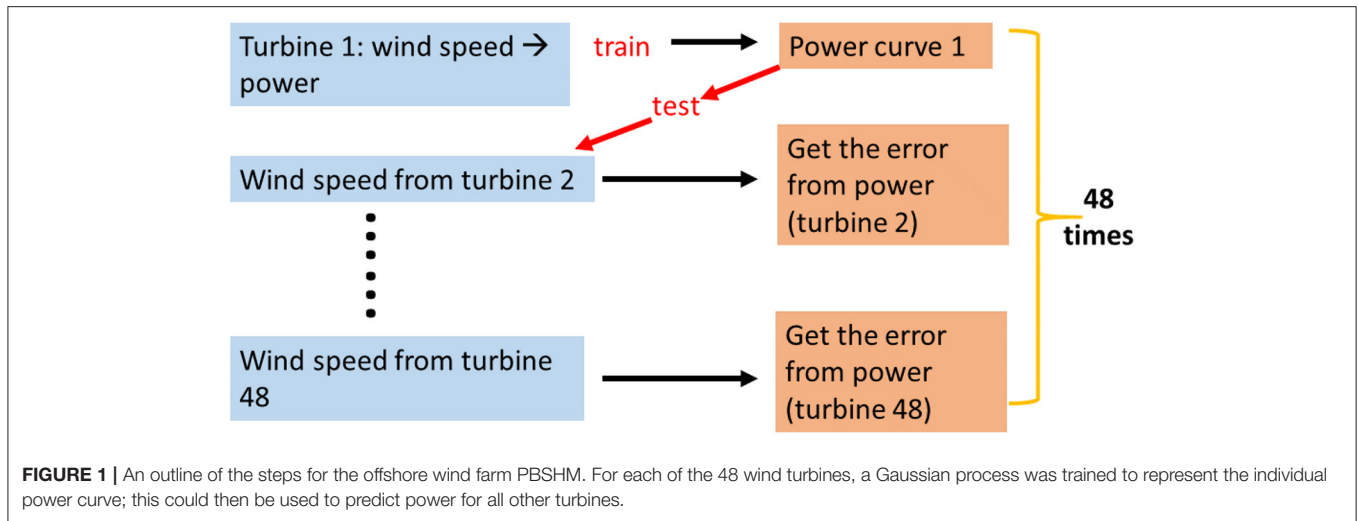 Turbine 1: wind speed →
power
train
Power curve 1
test
Wind speed from turbine 2
Get the error
from power
(turbine 2)
48
times
Wind speed from turbine
48
Get the error
from power
(turbine 48)
FIGURE 1 | An outline of the steps for the offshore wind farm PBSHM. For each of the 48 wind turbines, a Gaussian process was trained to represent the individual
power curve; this could then be used to predict power for all other turbines.